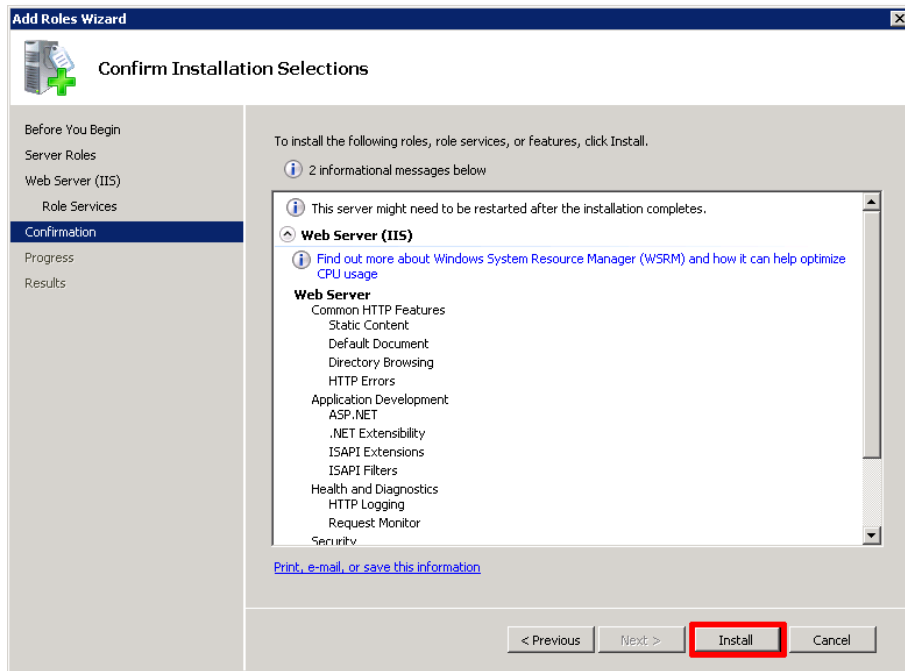 Add Roles Wizard
Confirm Installation Selections
Before You Begin
Server Roles
Web Server (IIS)
Role Services
Confirmation
Progress
Results
To install the following roles, role services, or features, click Install.
2 informational messages below
This server might need to be restarted after the installation completes.
Web Server (IIS)
Find out more about Windows System Resource Manager (WSRM) and how it can help optimize
CPU usage
Web Server
Common HTTP Features
Static Content
Default Document
Directory Browsing
HTTP Errors
Application Development
ASP.NET
.NET Extensibility
ISAPI Extensions
ISAPI Filters
Health and Diagnostics
HTTP Logging
Request Monitor
Security
Print, e-mail, or save this information
< Previous
Next >
Install
Cancel